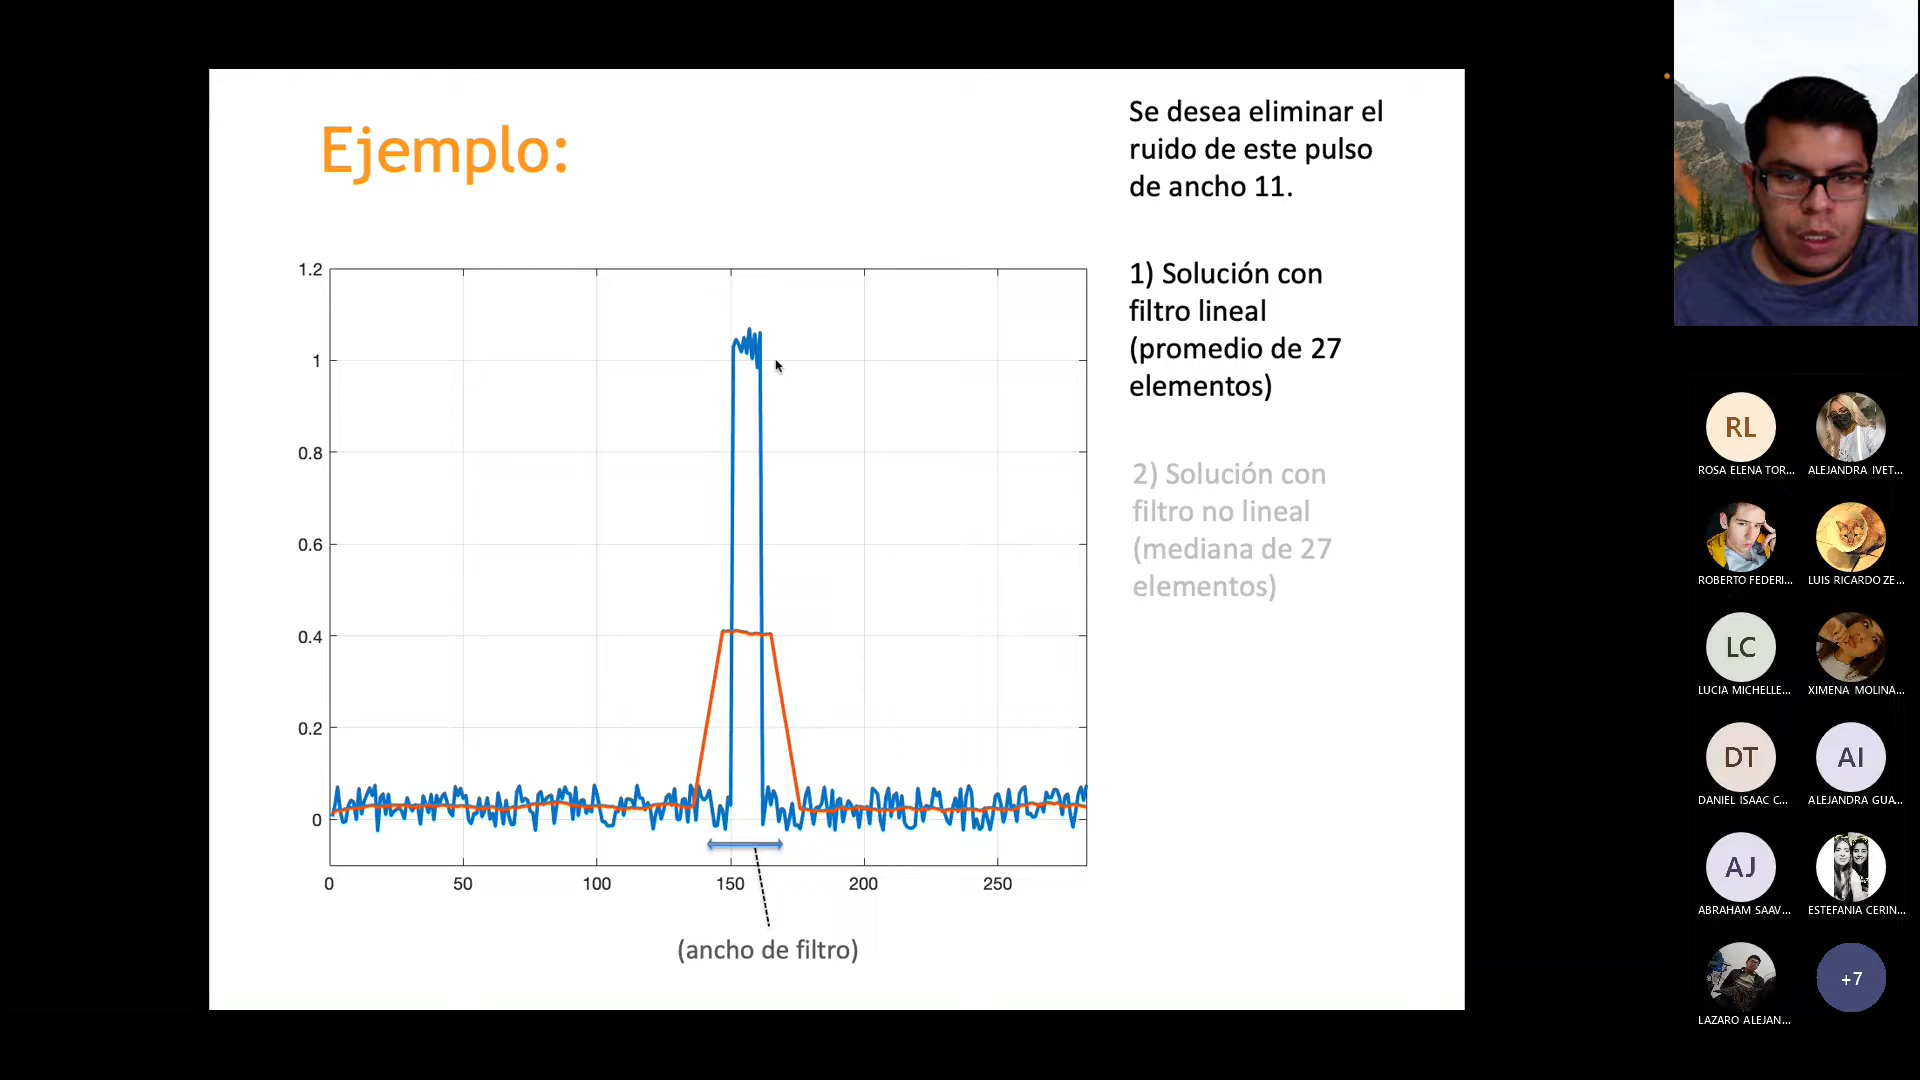 Ejemplo:
Se desea eliminar el
ruido de este pulso
de ancho 11.
1) Solución con
filtro lineal
(promedio de 27
elementos)
2) Solución con
filtro no lineal
(mediana de 27
elementos)
1.2
1
0.8
0.6
0.4
0.2
0
0 50 100 150 200 250
(ancho de filtro)
RL
ROSA ELENA TOR...
ALEJANDRA IVET...
ROBERTO FEDERI...
LUIS RICARDO ZE...
LC
LUCIA MICHELLE...
XIMENA MOLINA...
DT
DANIEL ISAAC C...
AI
ALEJANDRA GUA...
AJ
ABRAHAM SAAV...
ESTEFANIA CERIN...
LAZARO ALEJAN...
+7